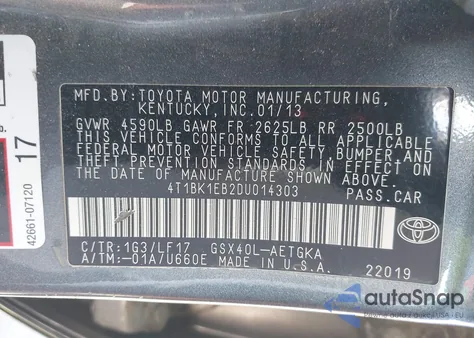 MFD.BY:TOYOTA MOTOR MANUFACTURING,
KENTUCKY, INC.01/13
GVWR 4590LB GAWR FR 2625LB RR 2500LB
THIS VEHICLE CONFORMS TO ALL APPLICABLE
FEDERAL MOTOR VEHICLE SAFETY, BUMPER, AND
THEFT PREVENTION STANDARDS IN EFFECT ON
THE DATE OF MANUFACTURE SHOWN ABOVE.
4T1BK1EB2DU014303 PASS.CAR
C/TR:1G3/LF17 GSX40L-AETGKA
A/TM:-01A/U660E MADE IN U.S.A.
22019
TOYOTA
17
42661-07120
autoSnap